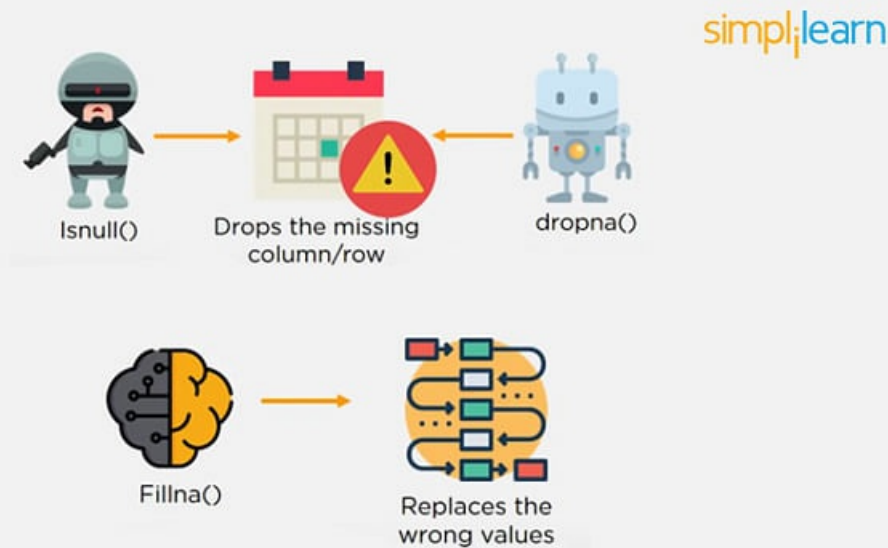 simplilearn
Isnull()
Drops the missing
column/row
dropna()
Fillna()
Replaces the
wrong values